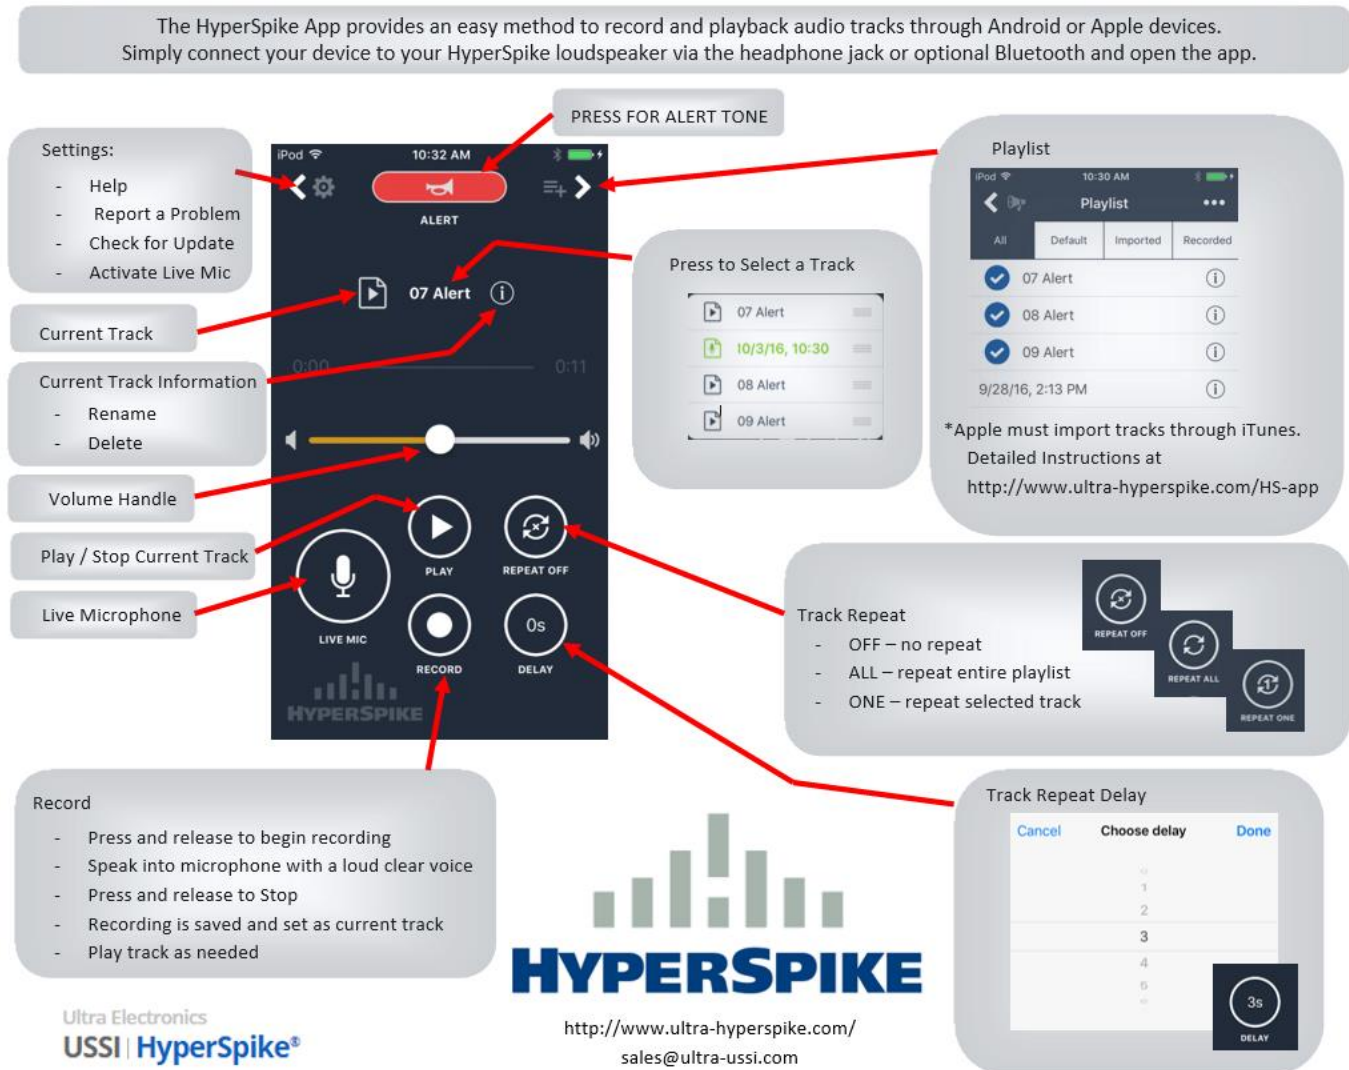 The HyperSpike App provides an easy method to record and playback audio tracks through Android or Apple devices.
Simply connect your device to your HyperSpike loudspeaker via the headphone jack or optional Bluetooth and open the app.
PRESS FOR ALERT TONE
Settings:
- Help
- Report a Problem
- Check for Update
- Activate Live Mic
Current Track
Current Track Information
- Rename
- Delete
Volume Handle
Play / Stop Current Track
Live Microphone
iPod
10:32 AM
ALERT
07 Alert
0:00
0:11
PLAY
REPEAT OFF
LIVE MIC
RECORD
0s
DELAY
HYPERSPIKE
Press to Select a Track
07 Alert
10/3/16, 10:30
08 Alert
09 Alert
Playlist
iPod
10:30 AM
Playlist
All
Default
Imported
Recorded
07 Alert
08 Alert
09 Alert
9/28/16, 2:13 PM
*Apple must import tracks through iTunes.
Detailed Instructions at
http://www.ultra-hyperspike.com/HS-app
Track Repeat
- OFF – no repeat
- ALL – repeat entire playlist
- ONE – repeat selected track
REPEAT OFF
REPEAT ALL
1
REPEAT ONE
Record
- Press and release to begin recording
- Speak into microphone with a loud clear voice
- Press and release to Stop
- Recording is saved and set as current track
- Play track as needed
Track Repeat Delay
Cancel
Choose delay
Done
1
2
3
4
5
3s
DELAY
HYPERSPIKE
http://www.ultra-hyperspike.com/
sales@ultra-ussi.com
Ultra Electronics
USSI | HyperSpike®